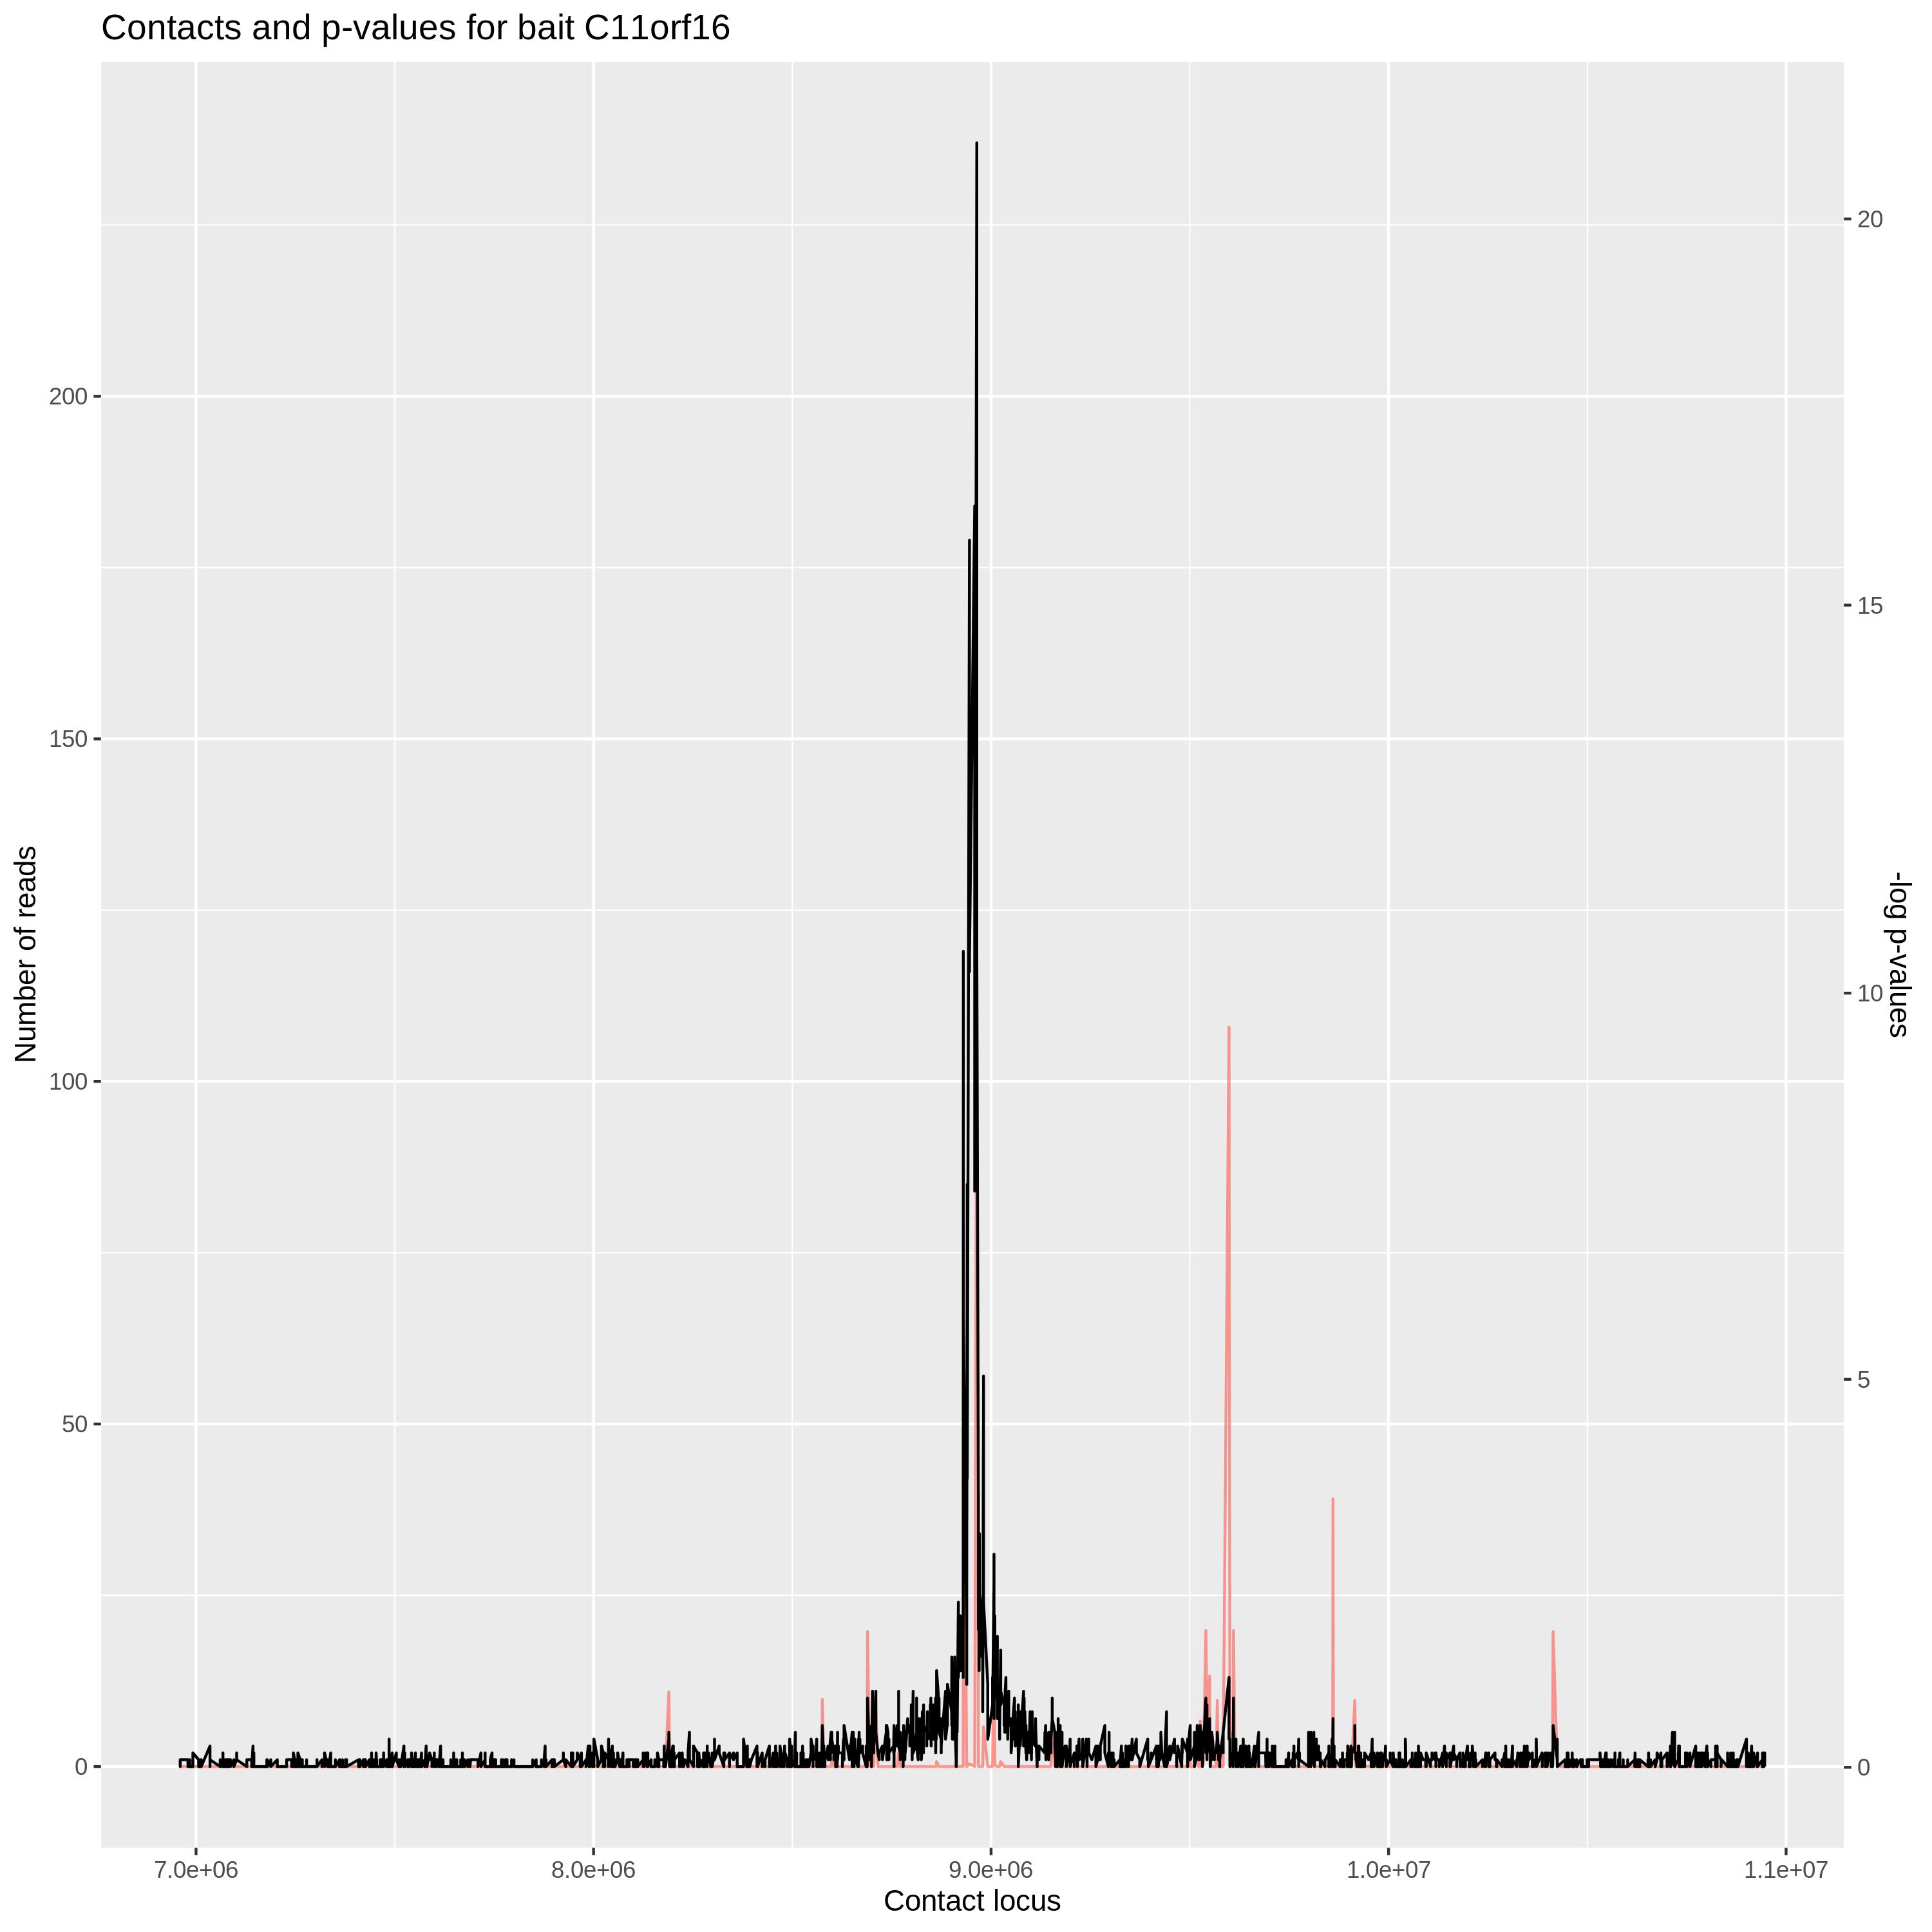 Contacts and p-values for bait C11orf16
Number of reads
200
150
100
50
0
20
15
10
5
0
-log p-values
7.0e+06 8.0e+06 9.0e+06 1.0e+07 1.1e+07
Contact locus